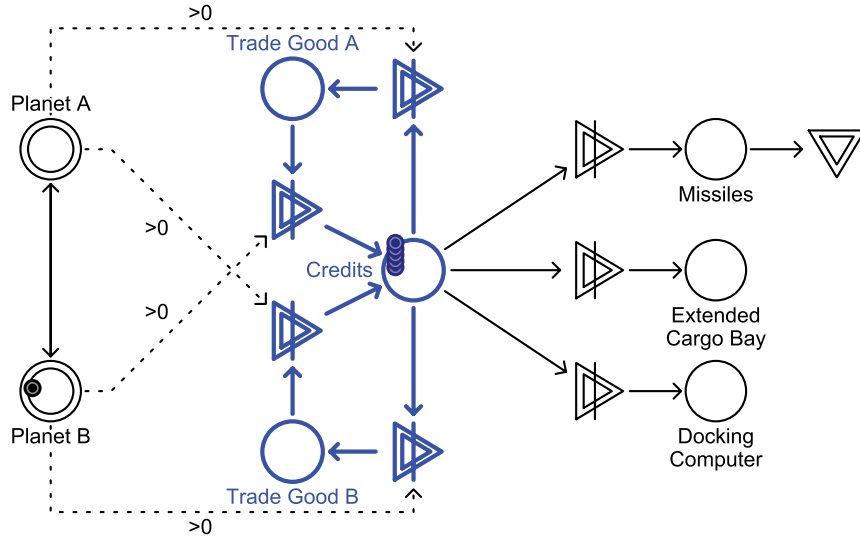 >0
Trade Good A
Planet A
Missiles
>0
Credits
>0
Extended
Cargo Bay
Planet B
Docking
Computer
Trade Good B
>0